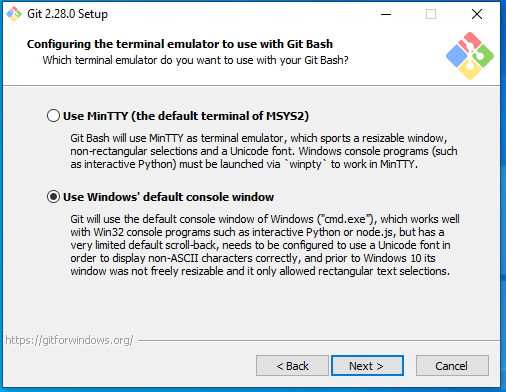 Git 2.28.0 Setup
Configuring the terminal emulator to use with Git Bash
Which terminal emulator do you want to use with your Git Bash?
Use MinTTY (the default terminal of MSYS2)
Git Bash will use MinTTY as terminal emulator, which sports a resizable window,
non-rectangular selections and a Unicode font. Windows console programs (such
as interactive Python) must be launched via `winpty` to work in MinTTY.
Use Windows' default console window
Git will use the default console window of Windows ("cmd.exe"), which works well
with Win32 console programs such as interactive Python or node.js, but has a
very limited default scroll-back, needs to be configured to use a Unicode font in
order to display non-ASCII characters correctly, and prior to Windows 10 its
window was not freely resizable and it only allowed rectangular text selections.
https://gitforwindows.org/
< Back
Next >
Cancel